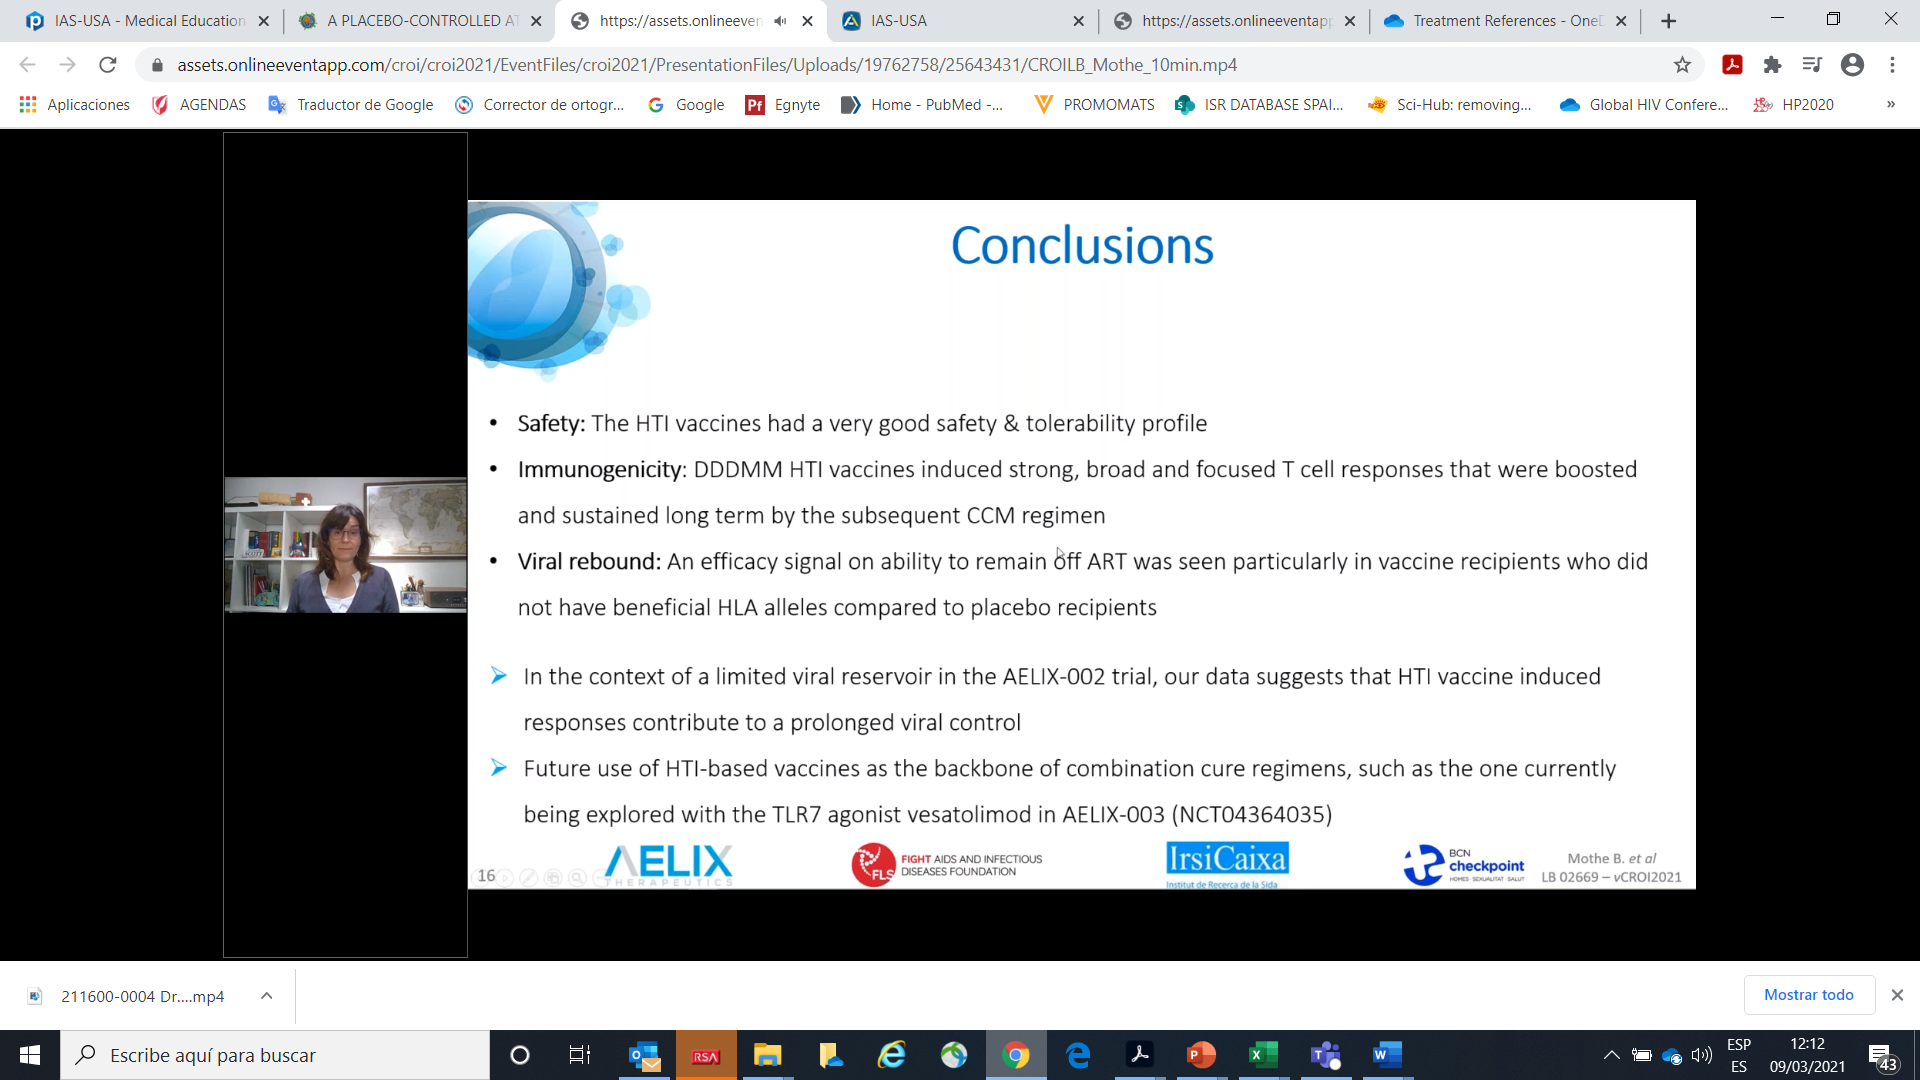 IAS-USA - Medical Education
A PLACEBO-CONTROLLED AT
https://assets.onlineeven
IAS-USA
https://assets.onlineeventapp
Treatment References - OneD
assets.onlineeventapp.com/croi/croi2021/EventFiles/croi2021/PresentationFiles/Uploads/19762758/25643431/CROILB_Mothe_10min.mp4
Aplicaciones
AGENDAS
Traductor de Google
Corrector de ortogr...
Google
Egnyte
Home - PubMed -...
PROMOMATS
ISR DATABASE SPAI...
Sci-Hub: removing...
Global HIV Confere...
HP2020
»
Conclusions
• Safety: The HTI vaccines had a very good safety & tolerability profile
• Immunogenicity: DDDMM HTI vaccines induced strong, broad and focused T cell responses that were boosted
and sustained long term by the subsequent CCM regimen
• Viral rebound: An efficacy signal on ability to remain off ART was seen particularly in vaccine recipients who did
not have beneficial HLA alleles compared to placebo recipients
➤ In the context of a limited viral reservoir in the AELIX-002 trial, our data suggests that HTI vaccine induced
responses contribute to a prolonged viral control
➤ Future use of HTI-based vaccines as the backbone of combination cure regimens, such as the one currently
being explored with the TLR7 agonist vesatolimod in AELIX-003 (NCT04364035)
16
AELIX
THERAPEUTICS
FLS
FIGHT AIDS AND INFECTIOUS
DISEASES FOUNDATION
IrsiCaixa
Institut de Recerca de la Sida
BCN
checkpoint
HOMES · SEXUALITAT · SALUT
Mothe B. et al
LB 02669 – vCROI2021
211600-0004 Dr....mp4
Mostrar todo
Escribe aquí para buscar
RSA
ESP
ES
12:12
09/03/2021
43